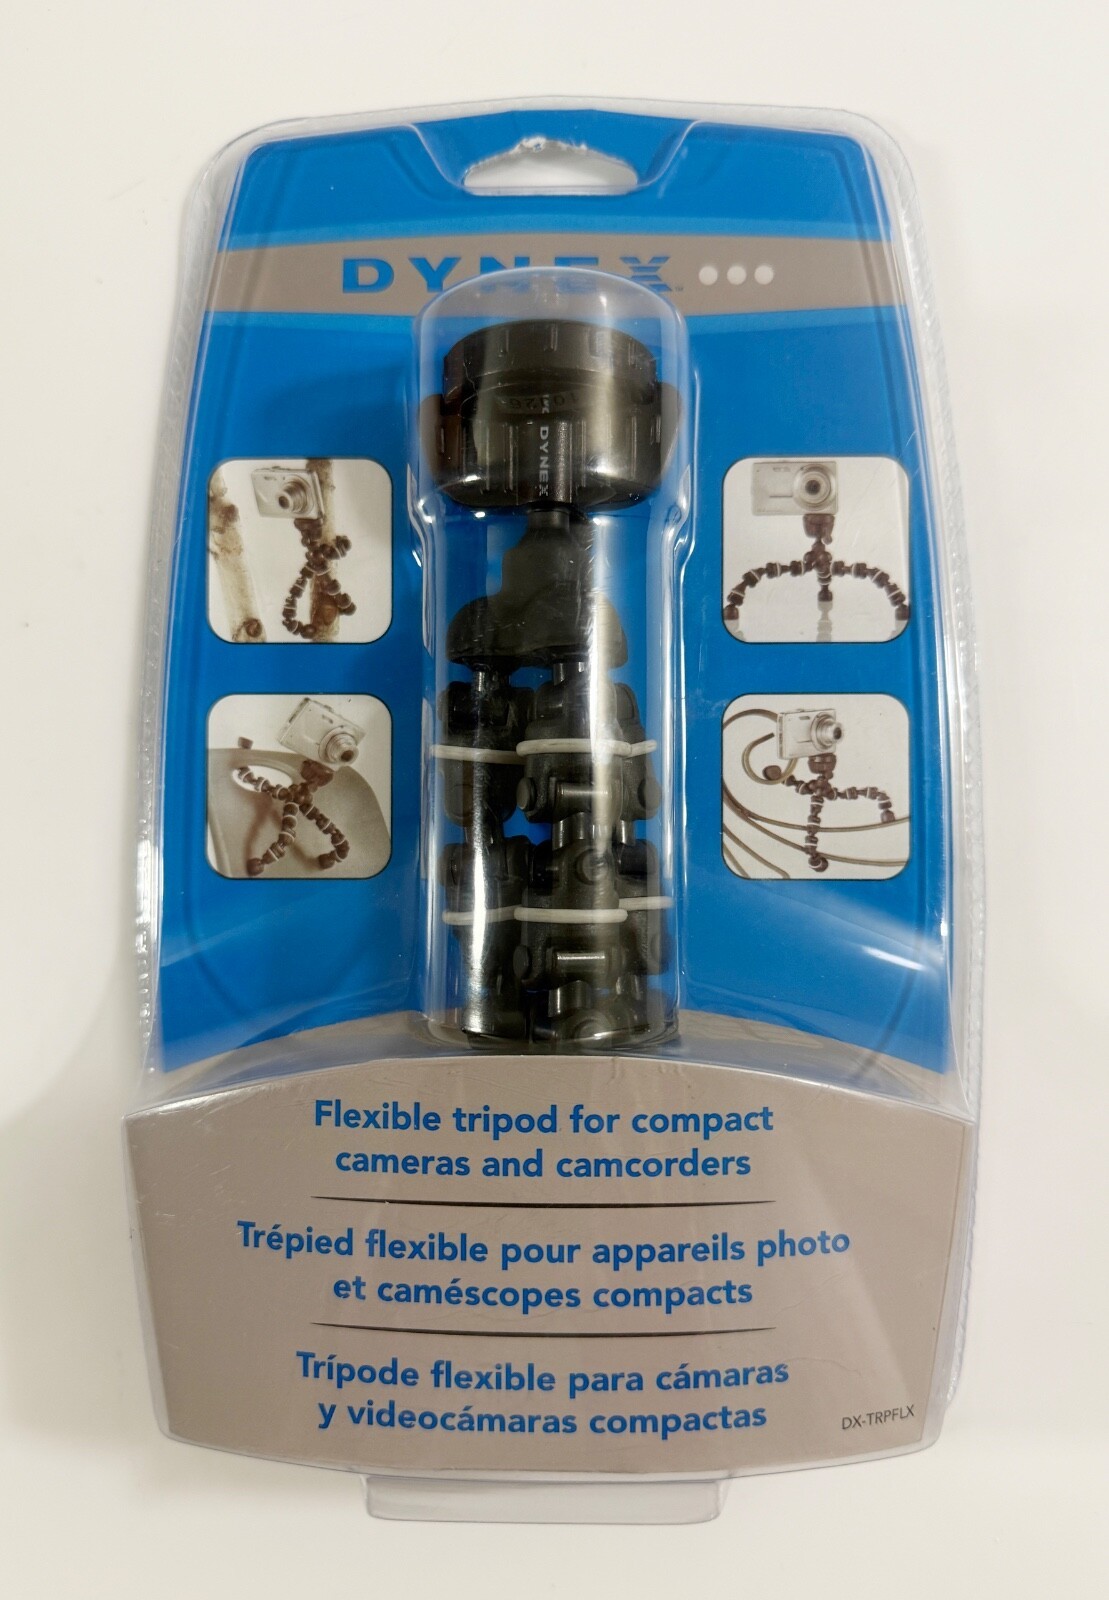 DYNEX
DYNEX
Flexible tripod for compact
cameras and camcorders
Trépied flexible pour appareils photo
et caméscopes compacts
Trípode flexible para cámaras
y videocámaras compactas
DX-TRPFLX